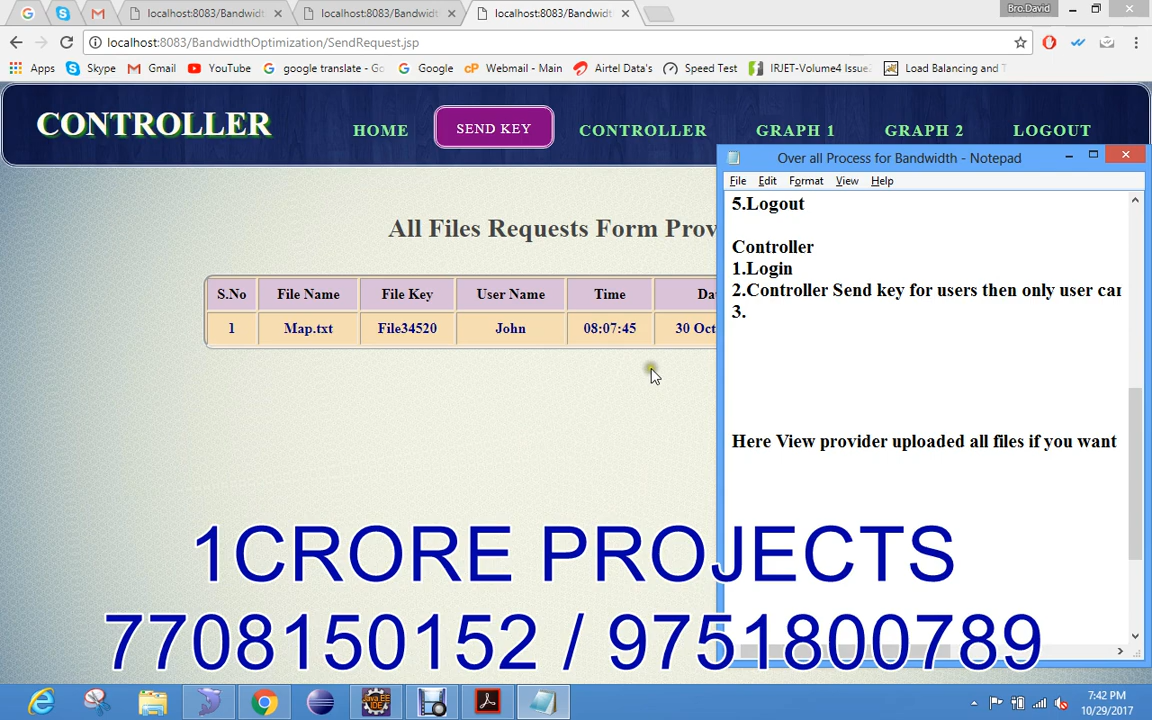 localhost:8083/Bandwidt
localhost:8083/Bandwidt
localhost:8083/Bandwidt
Bro.David
localhost:8083/BandwidthOptimization/SendRequest.jsp
Apps Skype Gmail YouTube google translate - Go Google Webmail - Main Airtel Data's Speed Test IRJET-Volume4 Issue Load Balancing and T
CONTROLLER
HOME SEND KEY CONTROLLER GRAPH 1 GRAPH 2 LOGOUT
All Files Requests Form Prov
S.No File Name File Key User Name Time Da
1 Map.txt File34520 John 08:07:45 30 Oct
Over all Process for Bandwidth - Notepad
File Edit Format View Help
5.Logout
Controller
1.Login
2.Controller Send key for users then only user can
3.
Here View provider uploaded all files if you want
1CRORE PROJECTS
7708150152 / 9751800789
Java EE
IDE
7:42 PM
10/29/2017